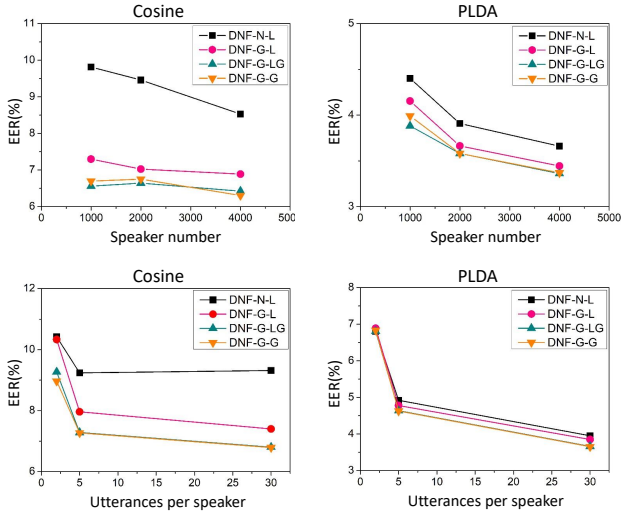 Cosine
11
10
9
8
7
6
EER(%)
DNF-N-L
DNF-G-L
DNF-G-LG
DNF-G-G
0
1000
2000
3000
4000
500
Speaker number
PLDA
5
4
3
EER(%)
DNF-N-L
DNF-G-L
DNF-G-LG
DNF-G-G
0
1000
2000
3000
4000
5000
Speaker number
Cosine
12
10
8
6
EER(%)
DNF-N-L
DNF-G-L
DNF-G-LG
DNF-G-G
0
5
10
15
20
25
30
Utterances per speaker
PLDA
8
7
6
5
4
3
EER(%)
DNF-N-L
DNF-G-L
DNF-G-LG
DNF-G-G
0
5
10
15
20
25
30
Utterances per speaker